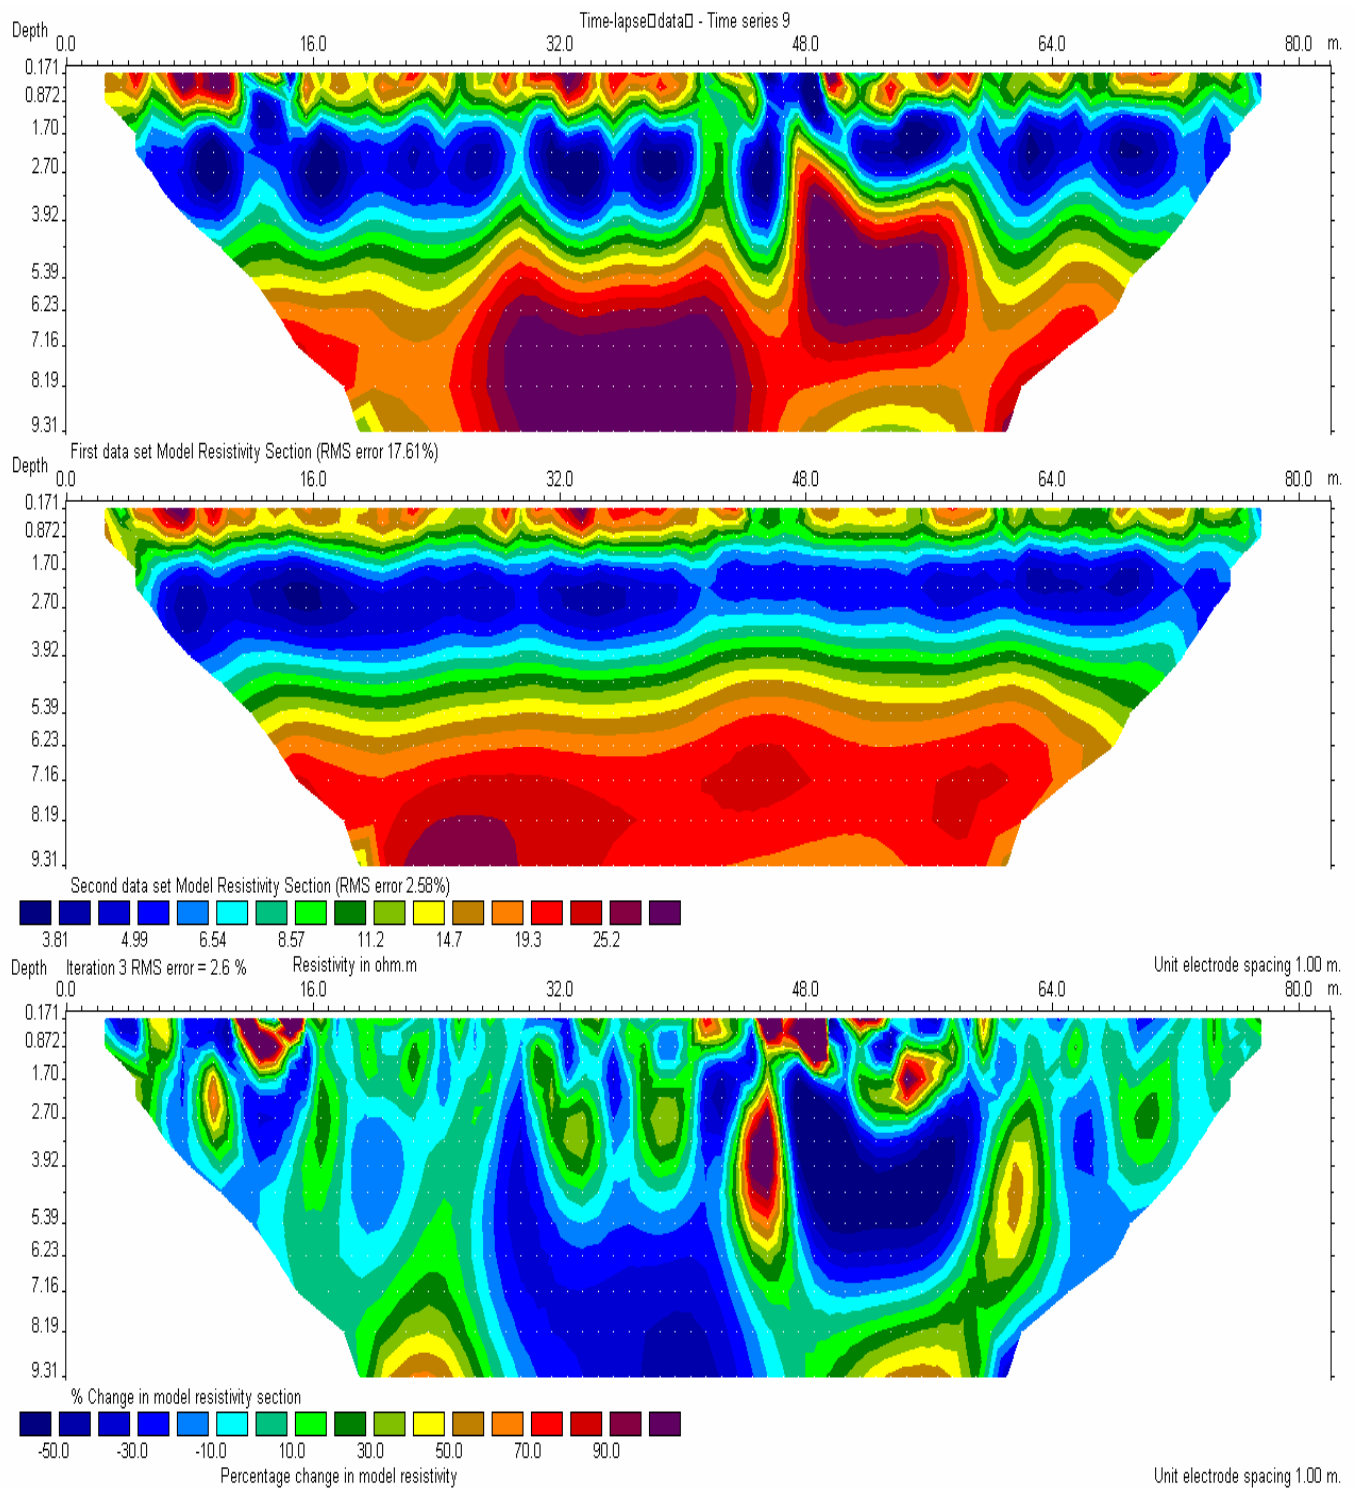 Time-lapse□data□ - Time series 9
Depth 0.0 16.0 32.0 48.0 64.0 80.0 m.
0.171
0.872
1.70
2.70
3.92
5.39
6.23
7.16
8.19
9.31
First data set Model Resistivity Section (RMS error 17.61%)
Depth 0.0 16.0 32.0 48.0 64.0 80.0 m.
0.171
0.872
1.70
2.70
3.92
5.39
6.23
7.16
8.19
9.31
Second data set Model Resistivity Section (RMS error 2.58%)
3.81 4.99 6.54 8.57 11.2 14.7 19.3 25.2
Depth Iteration 3 RMS error = 2.6 % Resistivity in ohm.m Unit electrode spacing 1.00 m.
0.0 16.0 32.0 48.0 64.0 80.0 m.
0.171
0.872
1.70
2.70
3.92
5.39
6.23
7.16
8.19
9.31
% Change in model resistivity section
-50.0 -30.0 -10.0 10.0 30.0 50.0 70.0 90.0
Percentage change in model resistivity Unit electrode spacing 1.00 m.